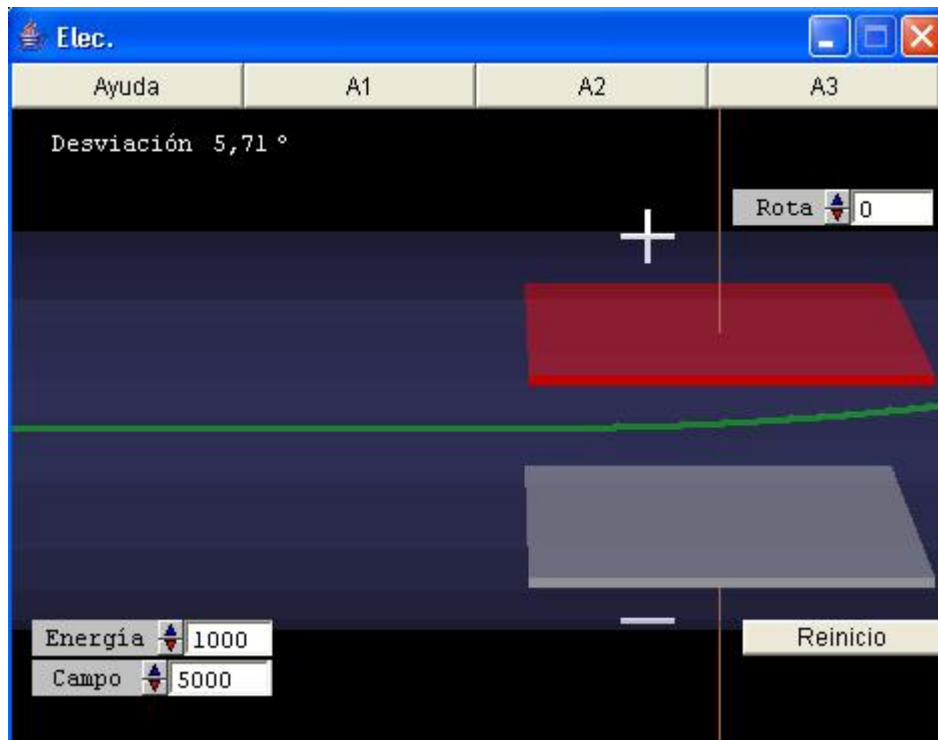 Elec.
Ayuda A1 A2 A3
Desviación 5,71 °
Rota 0
+
−
Energía 1000
Reinicio
Campo 5000